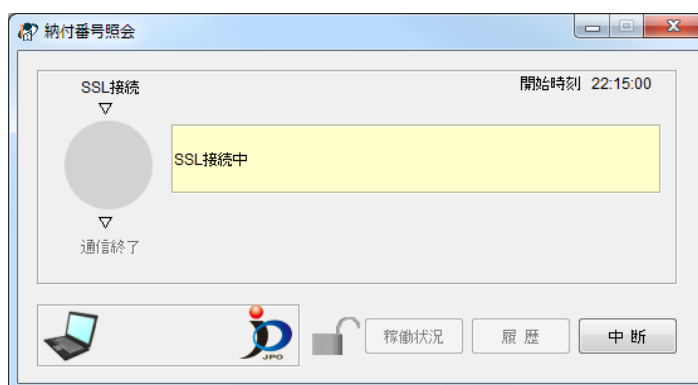 納付番号照会
SSL接続
開始時刻 22:15:00
▽
SSL接続中
▽
通信終了
JPO
稼働状況
履 歴
中 断